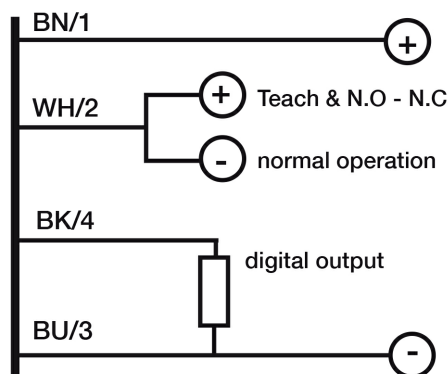 BN/1
+
WH/2
+ Teach & N.O - N.C
- normal operation
BK/4
digital output
BU/3
-